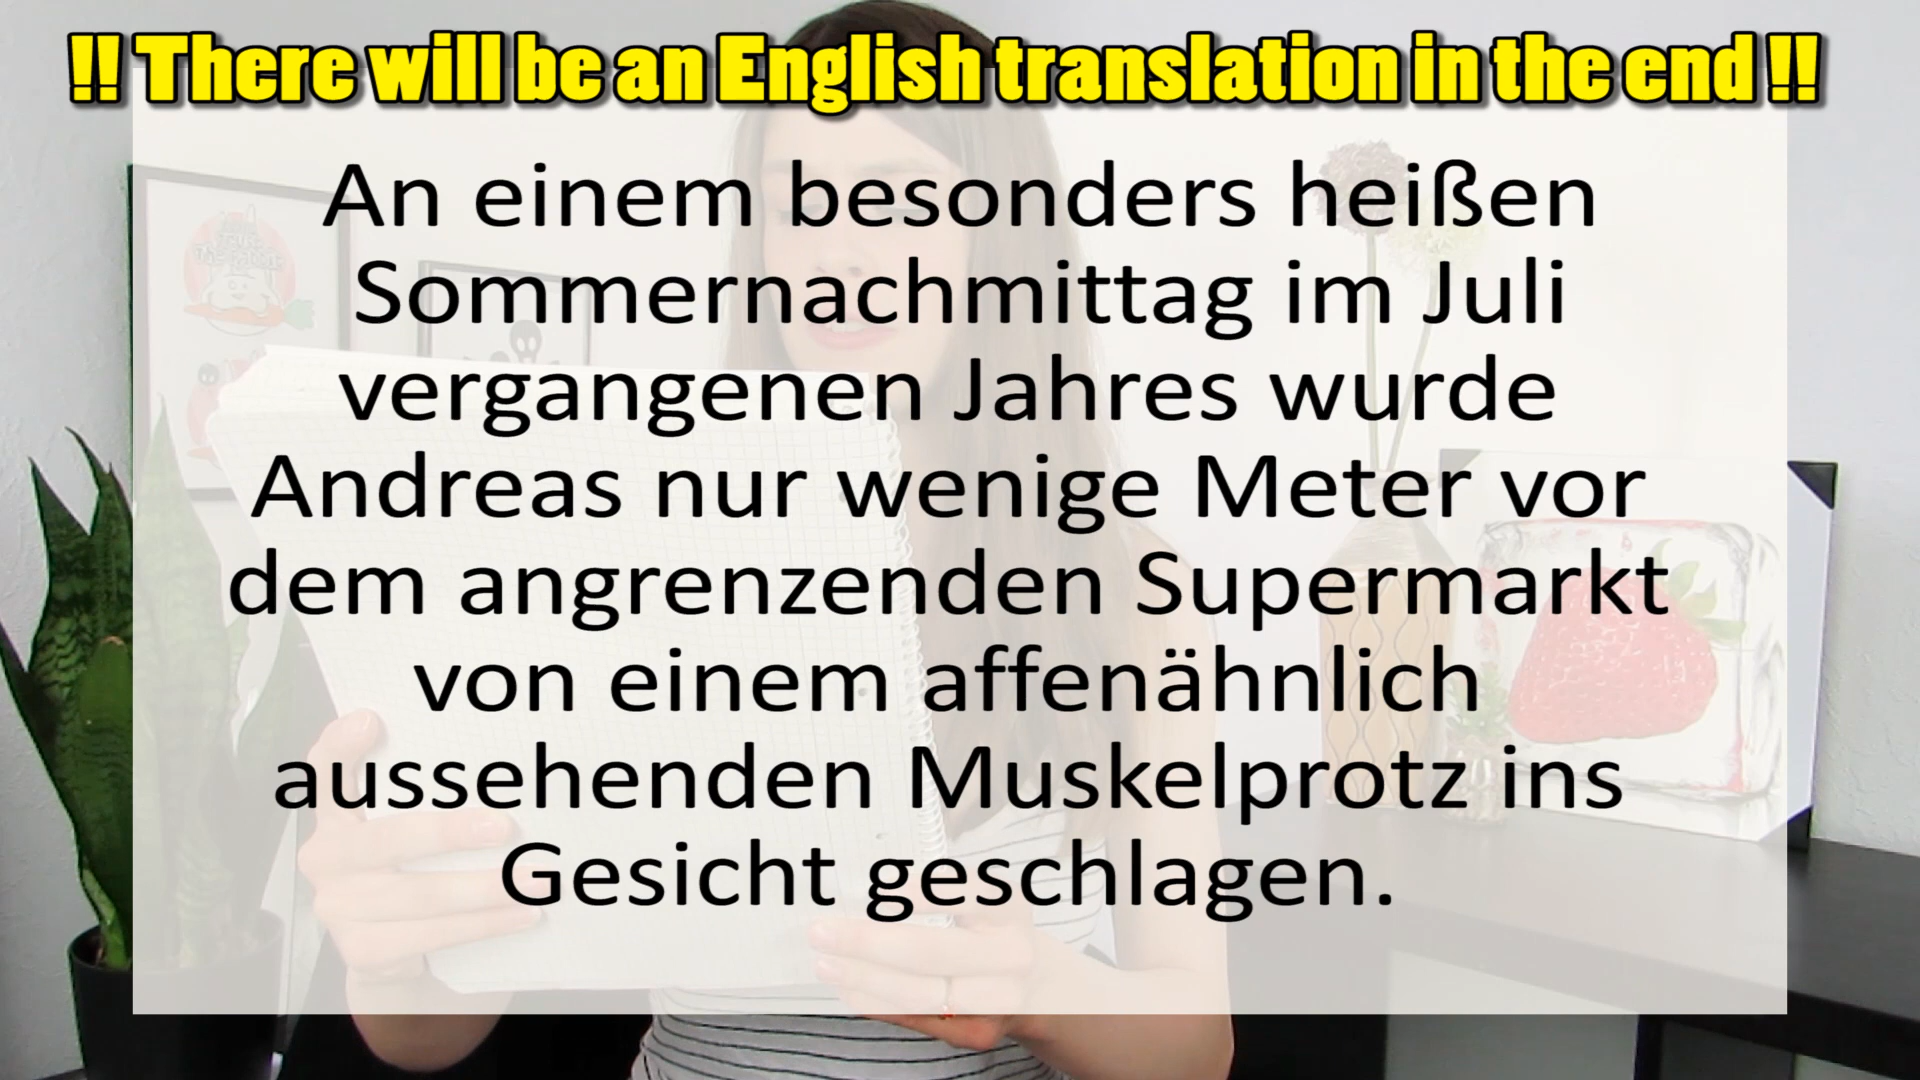 !! There will be an English translation in the end !!
An einem besonders heißen
Sommernachmittag im Juli
vergangenen Jahres wurde
Andreas nur wenige Meter vor
dem angrenzenden Supermarkt
von einem affenähnlich
aussehenden Muskelprotz ins
Gesicht geschlagen.